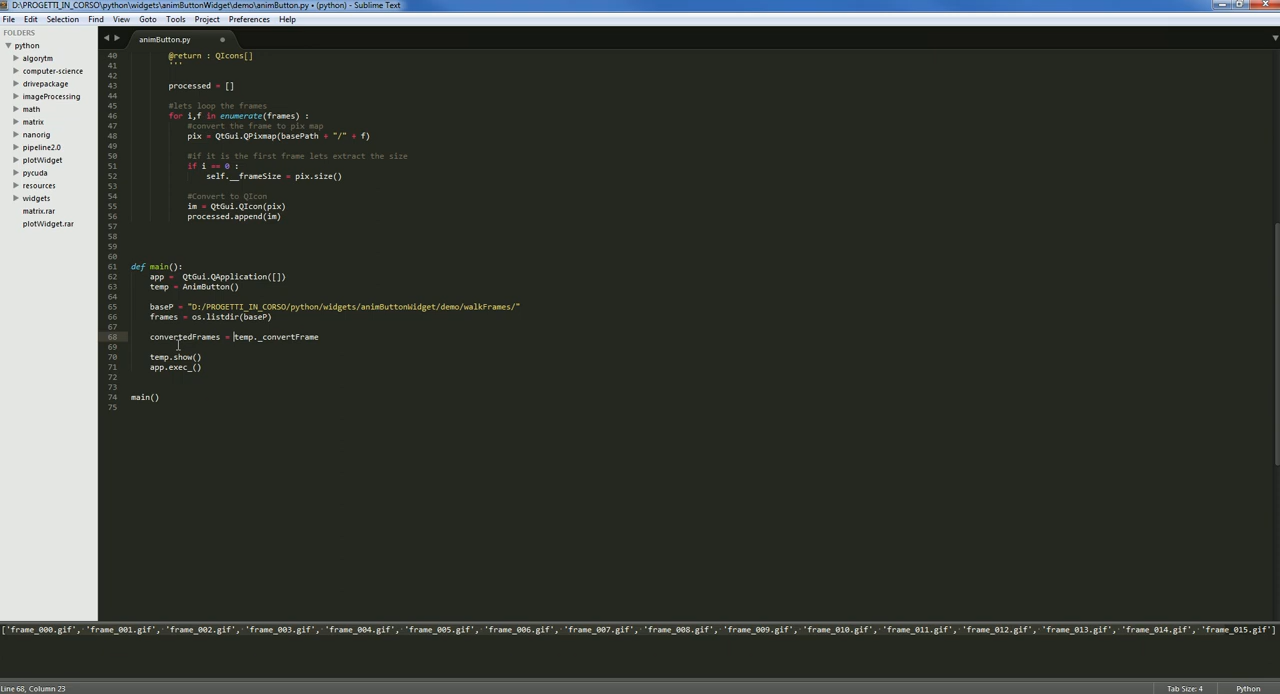 D:\PROGETTI_IN_CORSO\python\widgets\animButtonWidget\demo\animButton.py • (python) - Sublime Text
File Edit Selection Find View Goto Tools Project Preferences Help
FOLDERS
python
algorytm
computer-science
drivepackage
imageProcessing
math
matrix
nanorig
pipeline2.0
plotWidget
pycuda
resources
widgets
matrix.rar
plotWidget.rar
animButton.py
40 @return : QIcons[]
41 '''
42
43 processed = []
44
45 #lets loop the frames
46 for i,f in enumerate(frames) :
47 #convert the frame to pix map
48 pix = QtGui.QPixmap(basePath + "/" + f)
49
50 #if it is the first frame lets extract the size
51 if i == 0 :
52 self.__frameSize = pix.size()
53
54 #Convert to QIcon
55 im = QtGui.QIcon(pix)
56 processed.append(im)
57
58
59
60
61 def main():
62 app =  QtGui.QApplication([])
63 temp = AnimButton()
64
65 baseP = "D:/PROGETTI_IN_CORSO/python/widgets/animButtonWidget/demo/walkFrames/"
66 frames = os.listdir(baseP)
67
68 convertedFrames = temp._convertFrame
69
70 temp.show()
71 app.exec_()
72
73
74 main()
75
['frame_000.gif', 'frame_001.gif', 'frame_002.gif', 'frame_003.gif', 'frame_004.gif', 'frame_005.gif', 'frame_006.gif', 'frame_007.gif', 'frame_008.gif', 'frame_009.gif', 'frame_010.gif', 'frame_011.gif', 'frame_012.gif', 'frame_013.gif', 'frame_014.gif', 'frame_015.gif']
Line 68, Column 23 Tab Size: 4 Python